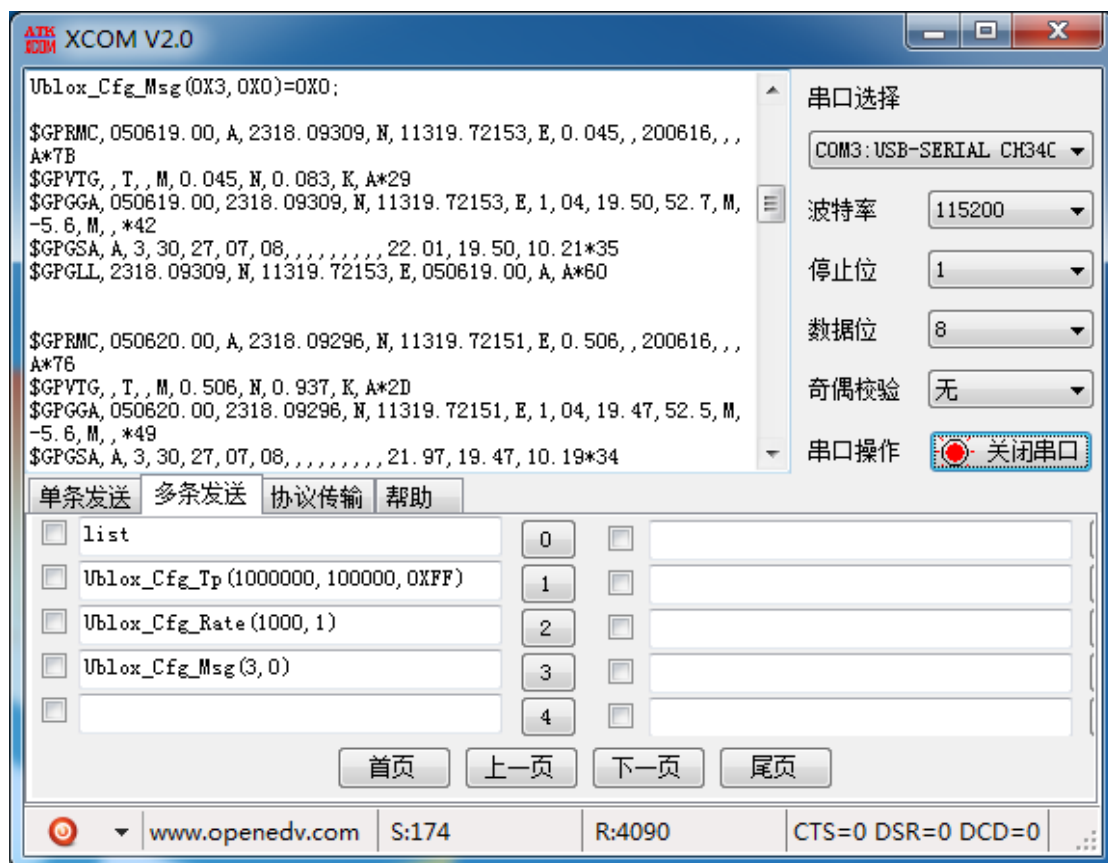 ATK XCOM XCOM V2.0
Ublox_Cfg_Msg(0X3,0X0)=0X0;
$GPRMC,050619.00,A,2318.09309,N,11319.72153,E,0.045,,200616,,,
A*7B
$GPVTG,,T,,M,0.045,N,0.083,K,A*29
$GPGGA,050619.00,2318.09309,N,11319.72153,E,1,04,19.50,52.7,M,
-5.6,M,,*42
$GPGSA,A,3,30,27,07,08,,,,,,,,,22.01,19.50,10.21*35
$GPGLL,2318.09309,N,11319.72153,E,050619.00,A,A*60
$GPRMC,050620.00,A,2318.09296,N,11319.72151,E,0.506,,200616,,,
A*76
$GPVTG,,T,,M,0.506,N,0.937,K,A*2D
$GPGGA,050620.00,2318.09296,N,11319.72151,E,1,04,19.47,52.5,M,
-5.6,M,,*49
$GPGSA,A,3,30,27,07,08,,,,,,,,,21.97,19.47,10.19*34
串口选择
COM3:USB-SERIAL CH34
波特率 115200
停止位 1
数据位 8
奇偶校验 无
串口操作 关闭串口
单条发送 多条发送 协议传输 帮助
list 0
Ublox_Cfg_Tp(1000000,100000,0XFF) 1
Ublox_Cfg_Rate(1000,1) 2
Ublox_Cfg_Msg(3,0) 3
4
首页 上一页 下一页 尾页
www.openedv.com S:174 R:4090 CTS=0 DSR=0 DCD=0